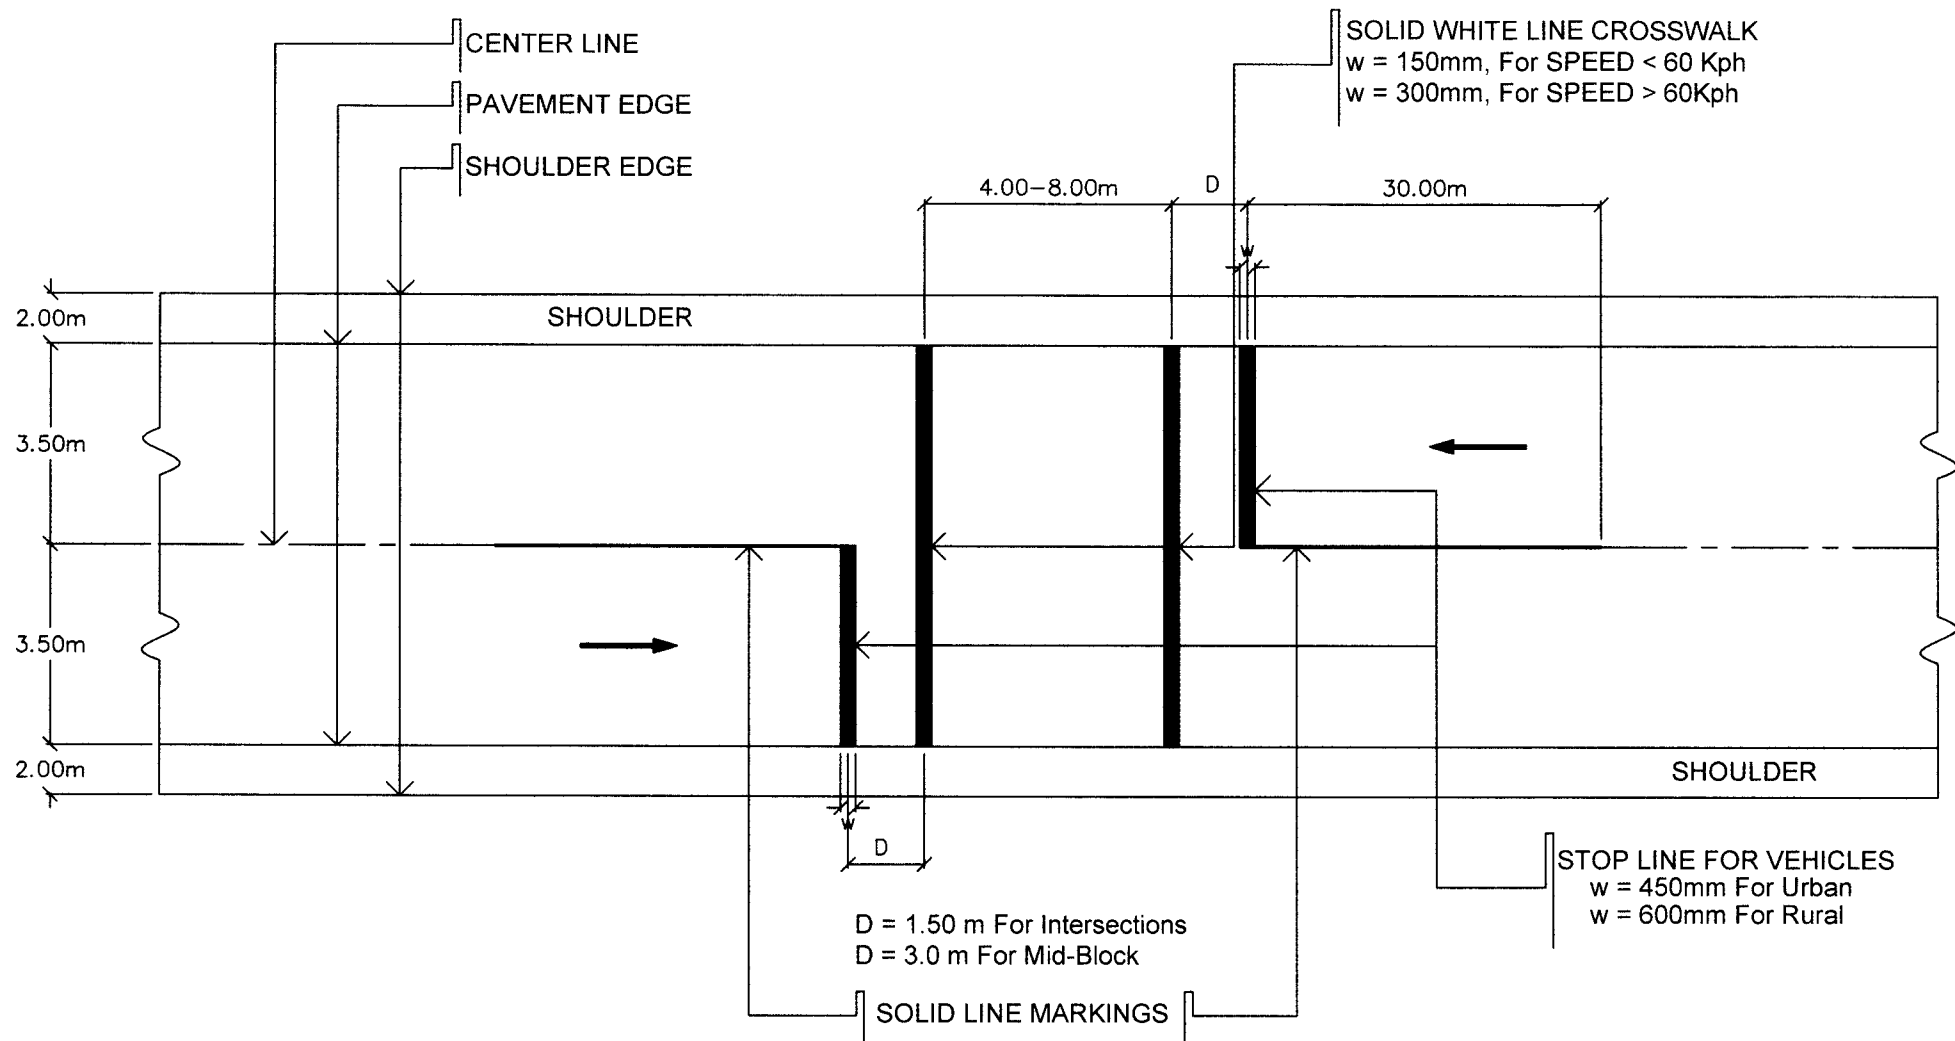 CENTER LINE
PAVEMENT EDGE
SHOULDER EDGE
SOLID WHITE LINE CROSSWALK
w = 150mm, For SPEED < 60 Kph
w = 300mm, For SPEED > 60Kph
4.00-8.00m
D
30.00m
w
2.00m
SHOULDER
3.50m
3.50m
2.00m
SHOULDER
w
D
STOP LINE FOR VEHICLES
w = 450mm For Urban
w = 600mm For Rural
D = 1.50 m For Intersections
D = 3.0 m For Mid-Block
SOLID LINE MARKINGS